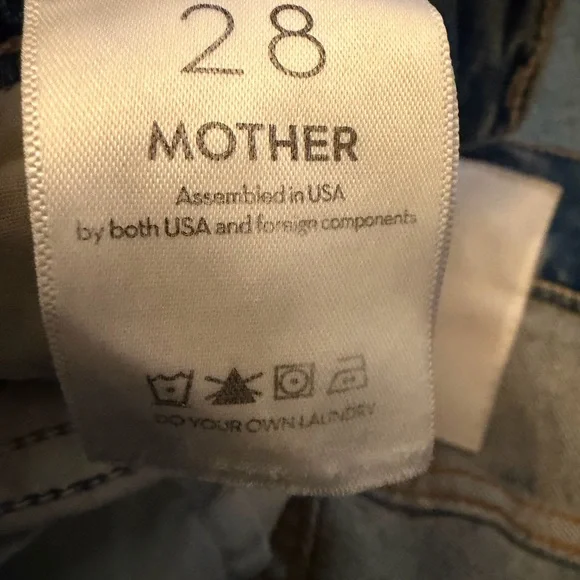 28
MOTHER
Assembled in USA
by both USA and foreign components
DO YOUR OWN LAUNDRY